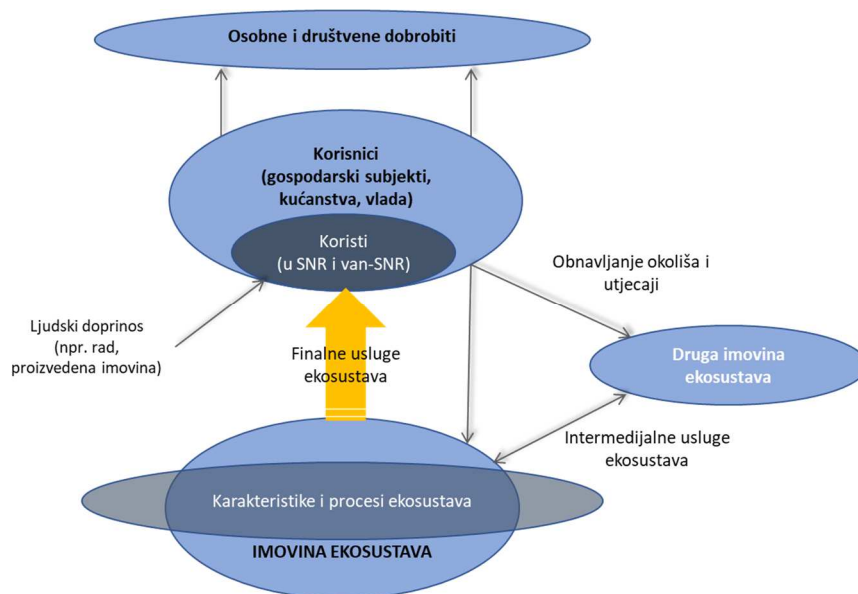 Osobne i društvene dobrobiti
Korisnici
(gospodarski subjekti,
kućanstva, vlada)
Koristi
(u SNR i van-SNR)
Obnavljanje okoliša i
utjecaji
Ljudski doprinos
(npr. rad,
proizvedena imovina)
Finalne usluge
ekosustava
Druga imovina
ekosustava
Intermedijalne usluge
ekosustava
Karakteristike i procesi ekosustava
IMOVINA EKOSUSTAVA